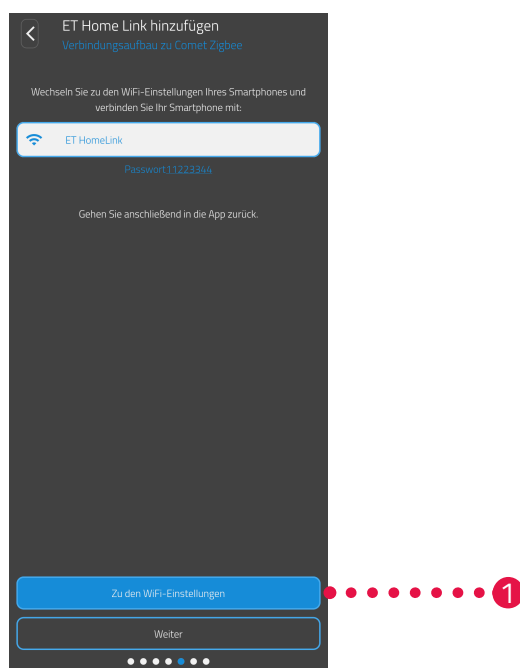 ET Home Link hinzufügen
Verbindungsaufbau zu Comet Zigbee
Wechseln Sie zu den WiFi-Einstellungen Ihres Smartphones und
verbinden Sie Ihr Smartphone mit:
ET HomeLink
Passwort11223344
Gehen Sie anschließend in die App zurück.
Zu den WiFi-Einstellungen
1
Weiter